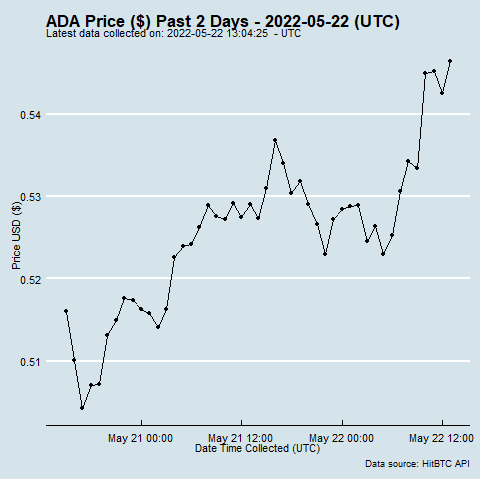 ADA Price ($) Past 2 Days - 2022-05-22 (UTC)
Latest data collected on: 2022-05-22 13:04:25  - UTC
Price USD ($)
0.54
0.53
0.52
0.51
May 21 00:00
May 21 12:00
May 22 00:00
May 22 12:00
Date Time Collected (UTC)
Data source: HitBTC API